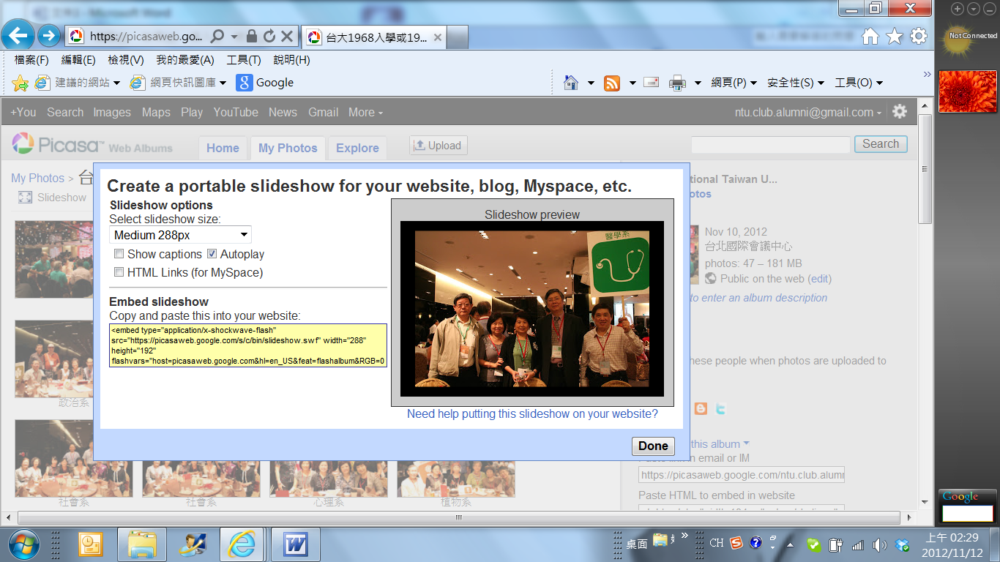 文件1 - Microsoft Word
https://picasaweb.go...
台大1968入學或19...
檔案(F) 編輯(E) 檢視(V) 我的最愛(A) 工具(T) 說明(H)
建議的網站 網頁快訊圖庫 Google
網頁(P) 安全性(S) 工具(O)
Not Connected
+You Search Images Maps Play YouTube News Gmail More
ntu.club.alumni@gmail.com
Picasa™ Web Albums
Home My Photos Explore Upload
Search
My Photos > 台
Slideshow
Create a portable slideshow for your website, blog, Myspace, etc.
Slideshow options
Select slideshow size:
Medium 288px
Show captions Autoplay
HTML Links (for MySpace)
Embed slideshow
Copy and paste this into your website:
<embed type="application/x-shockwave-flash"
src="https://picasaweb.google.com/s/c/bin/slideshow.swf" width="288"
height="192"
flashvars="host=picasaweb.google.com&hl=en_US&feat=flashalbum&RGB=0
Slideshow preview
醫學系
Need help putting this slideshow on your website?
Done
tional Taiwan U...
otos
Nov 10, 2012
台北國際會議中心
photos: 47 – 181 MB
Public on the web (edit)
to enter an album description
hese people when photos are uploaded to
this album
email or IM
https://picasaweb.google.com/ntu.club.alumn
Paste HTML to embed in website
政治系
社會系 社會系 心理系 植物系
Google
桌面
CH
上午 02:29
2012/11/12